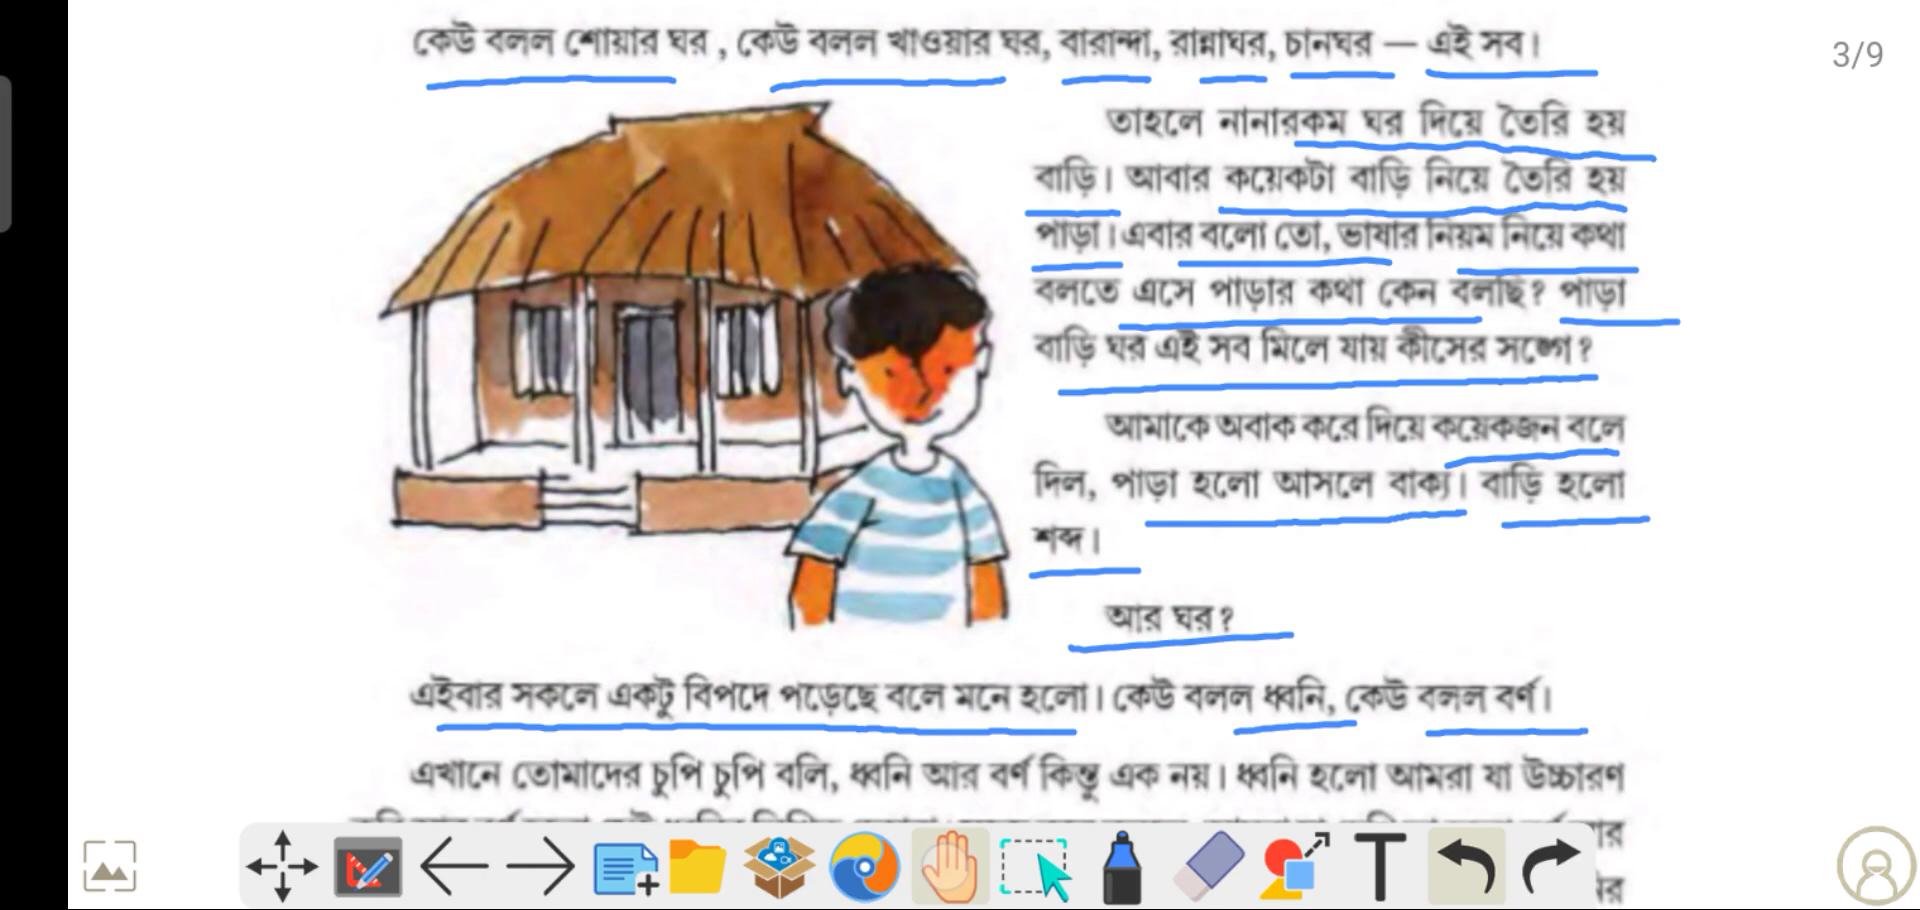 কেউ বলল শোয়ার ঘর, কেউ বলল খাওয়ার ঘর, বারান্দা, রান্নাঘর, চানঘর — এই সব।
3/9
তাহলে নানারকম ঘর দিয়ে তৈরি হয়
বাড়ি। আবার কয়েকটা বাড়ি নিয়ে তৈরি হয়
পাড়া। এবার বলো তো, ভাষার নিয়ম নিয়ে কথা
বলতে এসে পাড়ার কথা কেন বলছি? পাড়া
বাড়ি ঘর এই সব মিলে যায় কীসের সঙ্গে?
আমাকে অবাক করে দিয়ে কয়েকজন বলে
দিল, পাড়া হলো আসলে বাক্য। বাড়ি হলো
শব্দ।
আর ঘর?
এইবার সকলে একটু বিপদে পড়েছে বলে মনে হলো। কেউ বলল ধ্বনি, কেউ বলল বর্ণ।
এখানে তোমাদের চুপি চুপি বলি, ধ্বনি আর বর্ণ কিন্তু এক নয়। ধ্বনি হলো আমরা যা উচ্চারণ